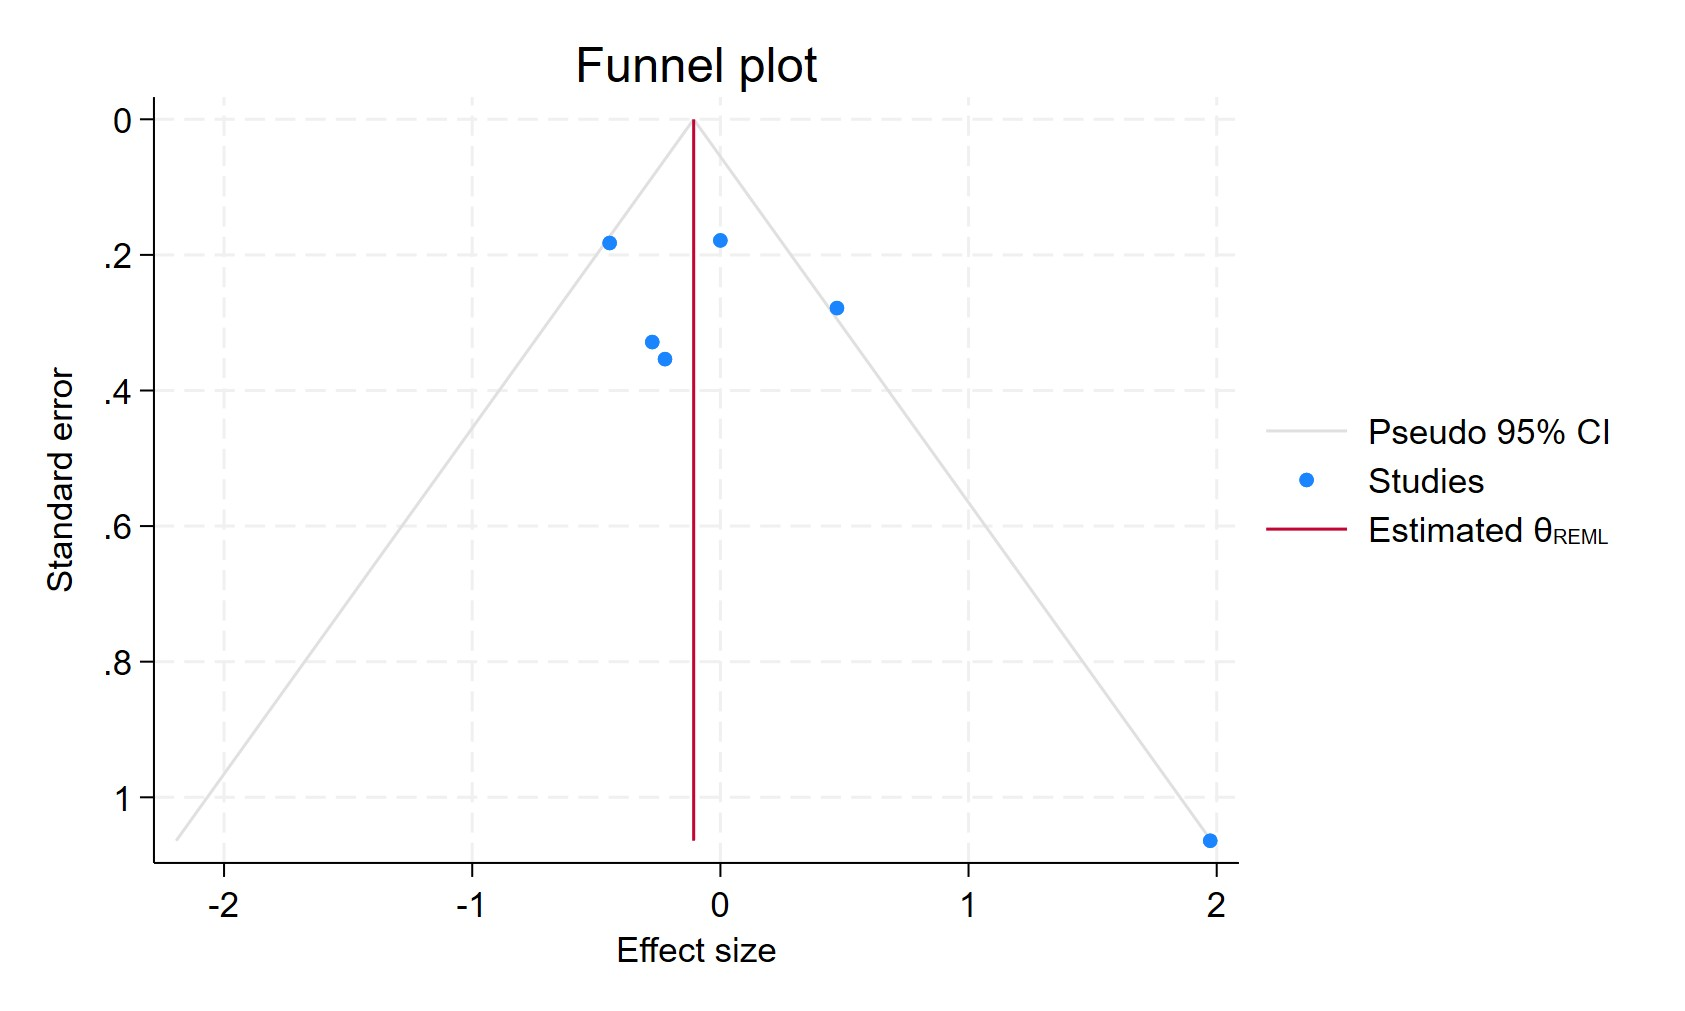 Funnel plot
0
.2
.4
.6
.8
1
Standard error
-2 -1 0 1 2
Effect size
Pseudo 95% CI
Studies
Estimated θREML